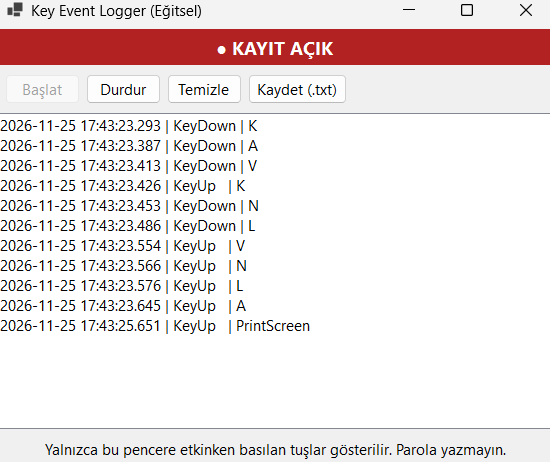 Key Event Logger (Eğitsel)
● KAYIT AÇIK
Başlat Durdur Temizle Kaydet (.txt)
2026-11-25 17:43:23.293 | KeyDown | K
2026-11-25 17:43:23.387 | KeyDown | A
2026-11-25 17:43:23.413 | KeyDown | V
2026-11-25 17:43:23.426 | KeyUp | K
2026-11-25 17:43:23.453 | KeyDown | N
2026-11-25 17:43:23.486 | KeyDown | L
2026-11-25 17:43:23.554 | KeyUp | V
2026-11-25 17:43:23.566 | KeyUp | N
2026-11-25 17:43:23.576 | KeyUp | L
2026-11-25 17:43:23.645 | KeyUp | A
2026-11-25 17:43:25.651 | KeyUp | PrintScreen
Yalnızca bu pencere etkinken basılan tuşlar gösterilir. Parola yazmayın.